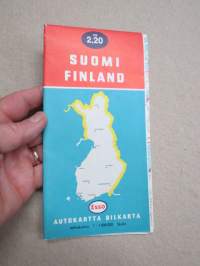 2.20
SUOMI
FINLAND
Esso
AUTOKARTTA BILKARTA